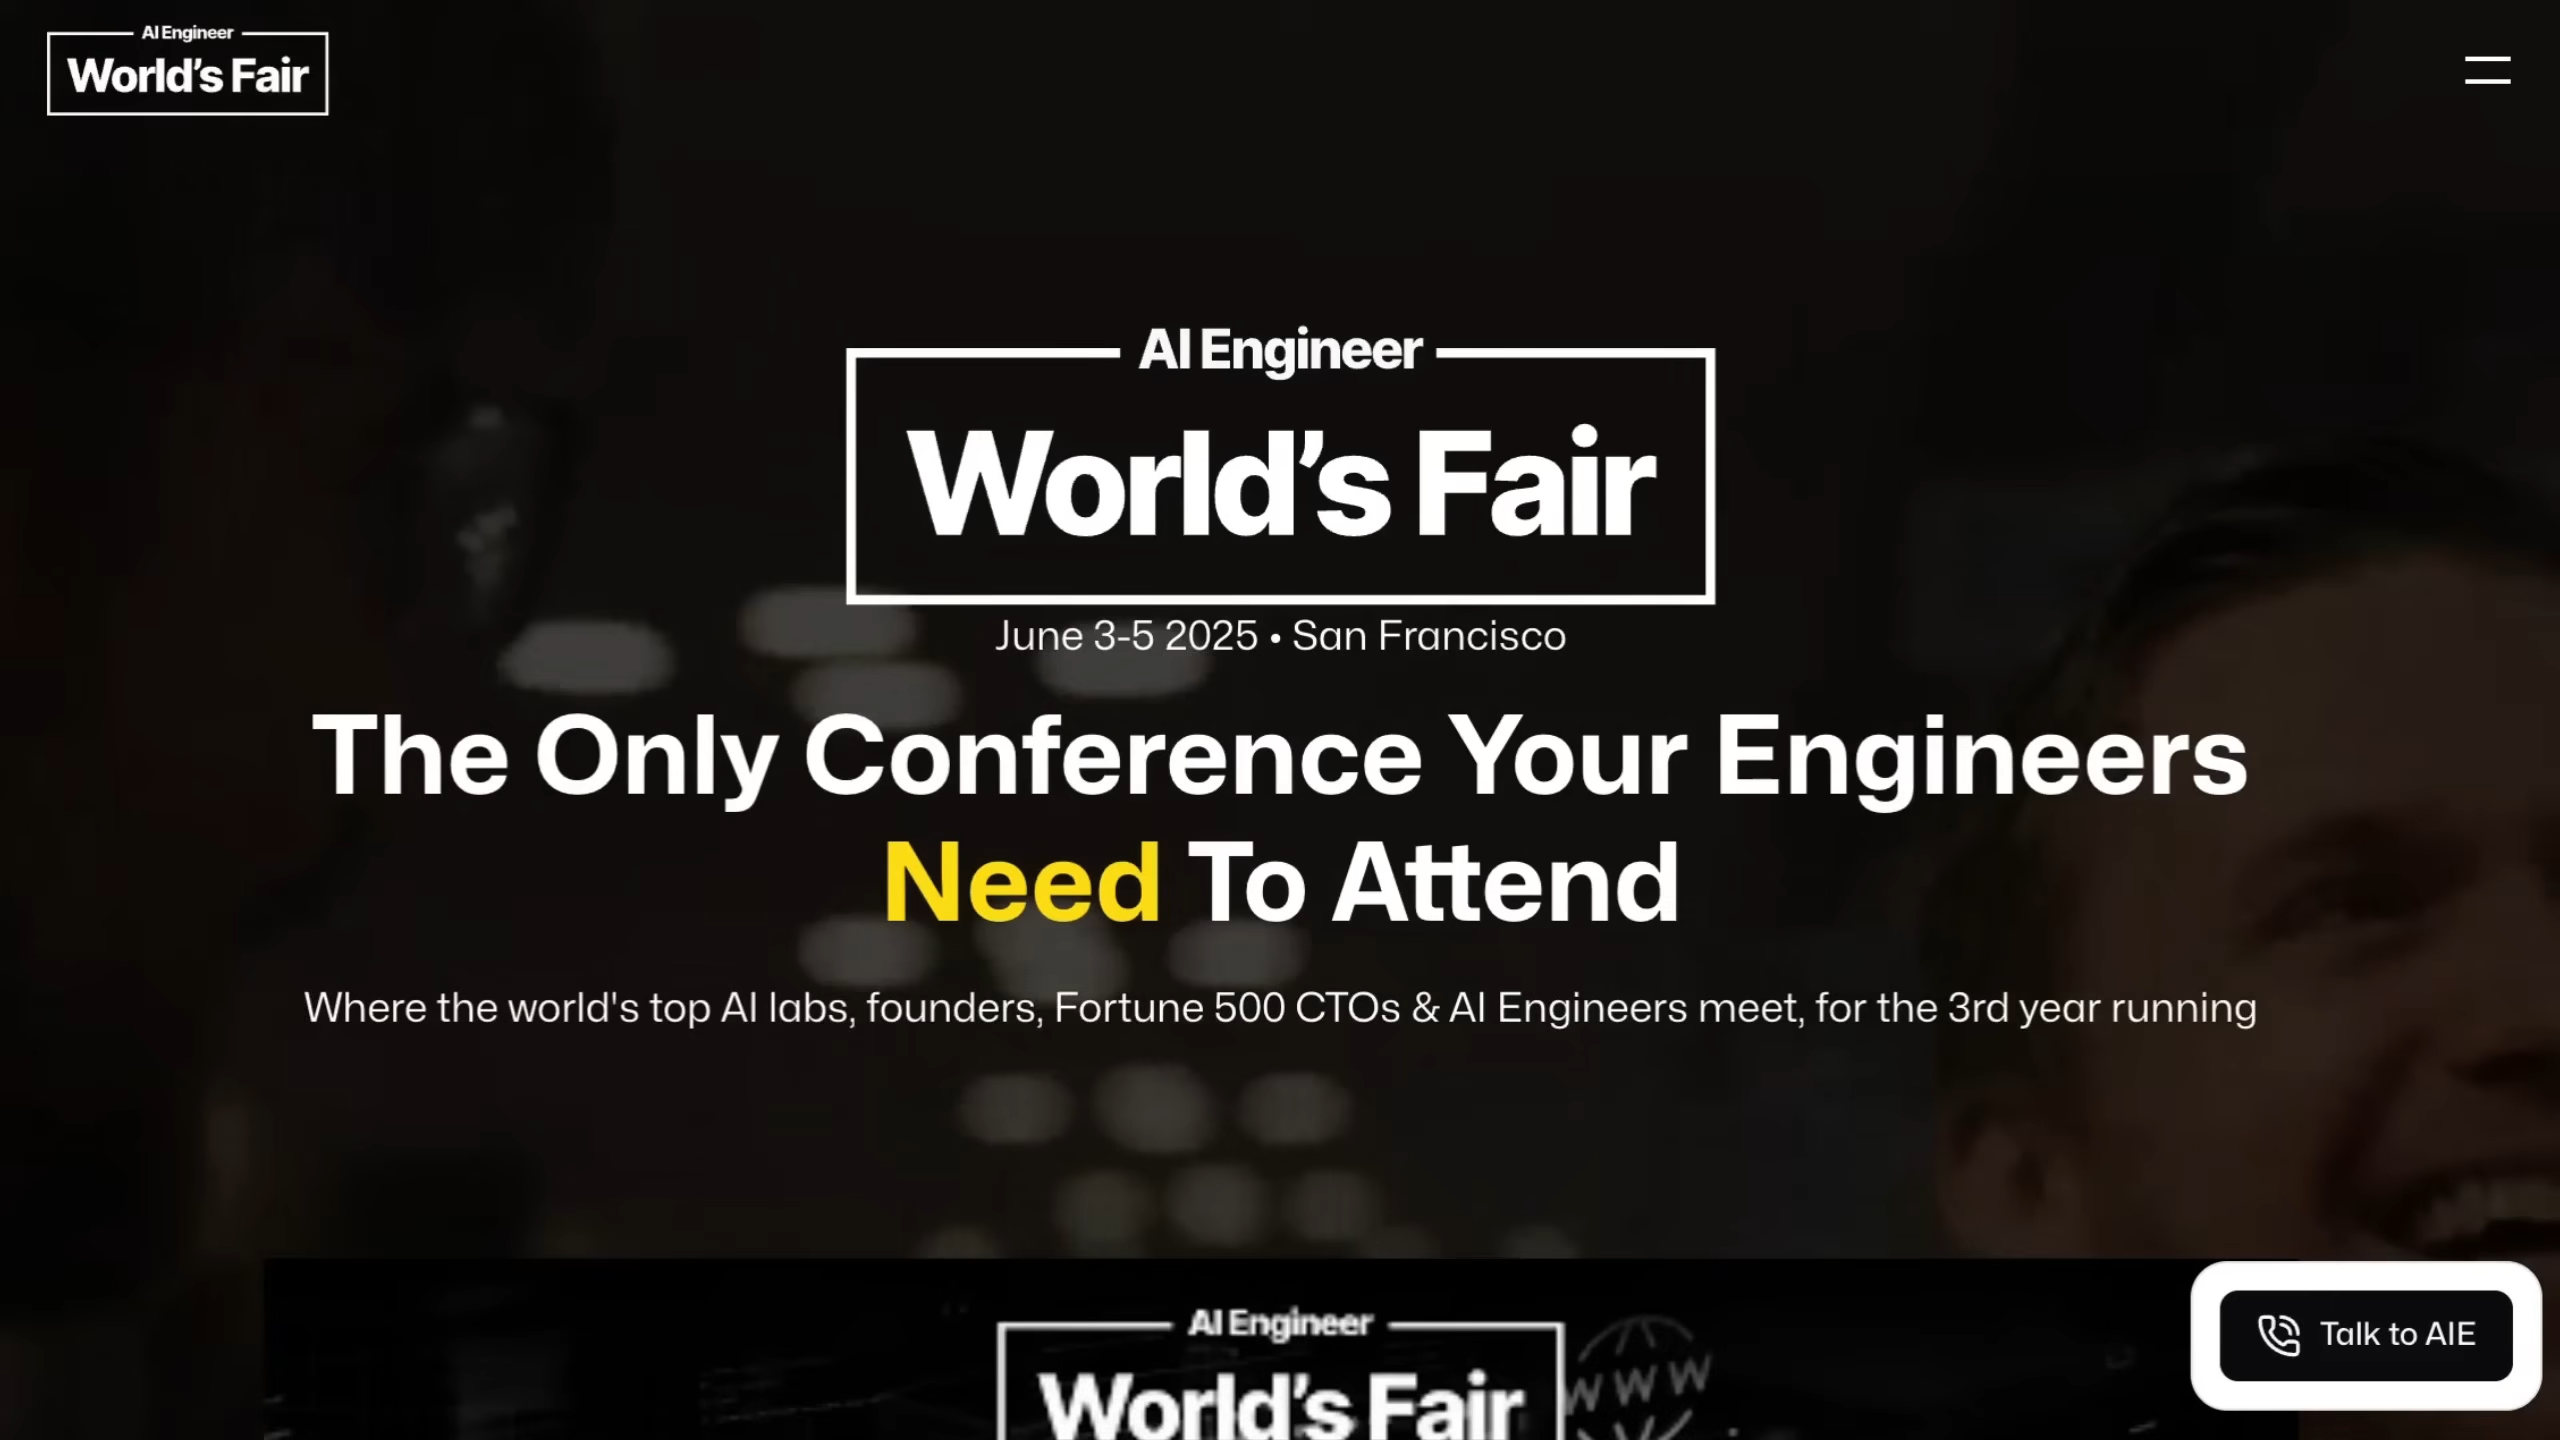 AI Engineer
World's Fair
AI Engineer
World's Fair
June 3-5 2025 • San Francisco
The Only Conference Your Engineers
Need To Attend
Where the world's top AI labs, founders, Fortune 500 CTOs & AI Engineers meet, for the 3rd year running
AI Engineer
World's Fair
WWW
Talk to AIE